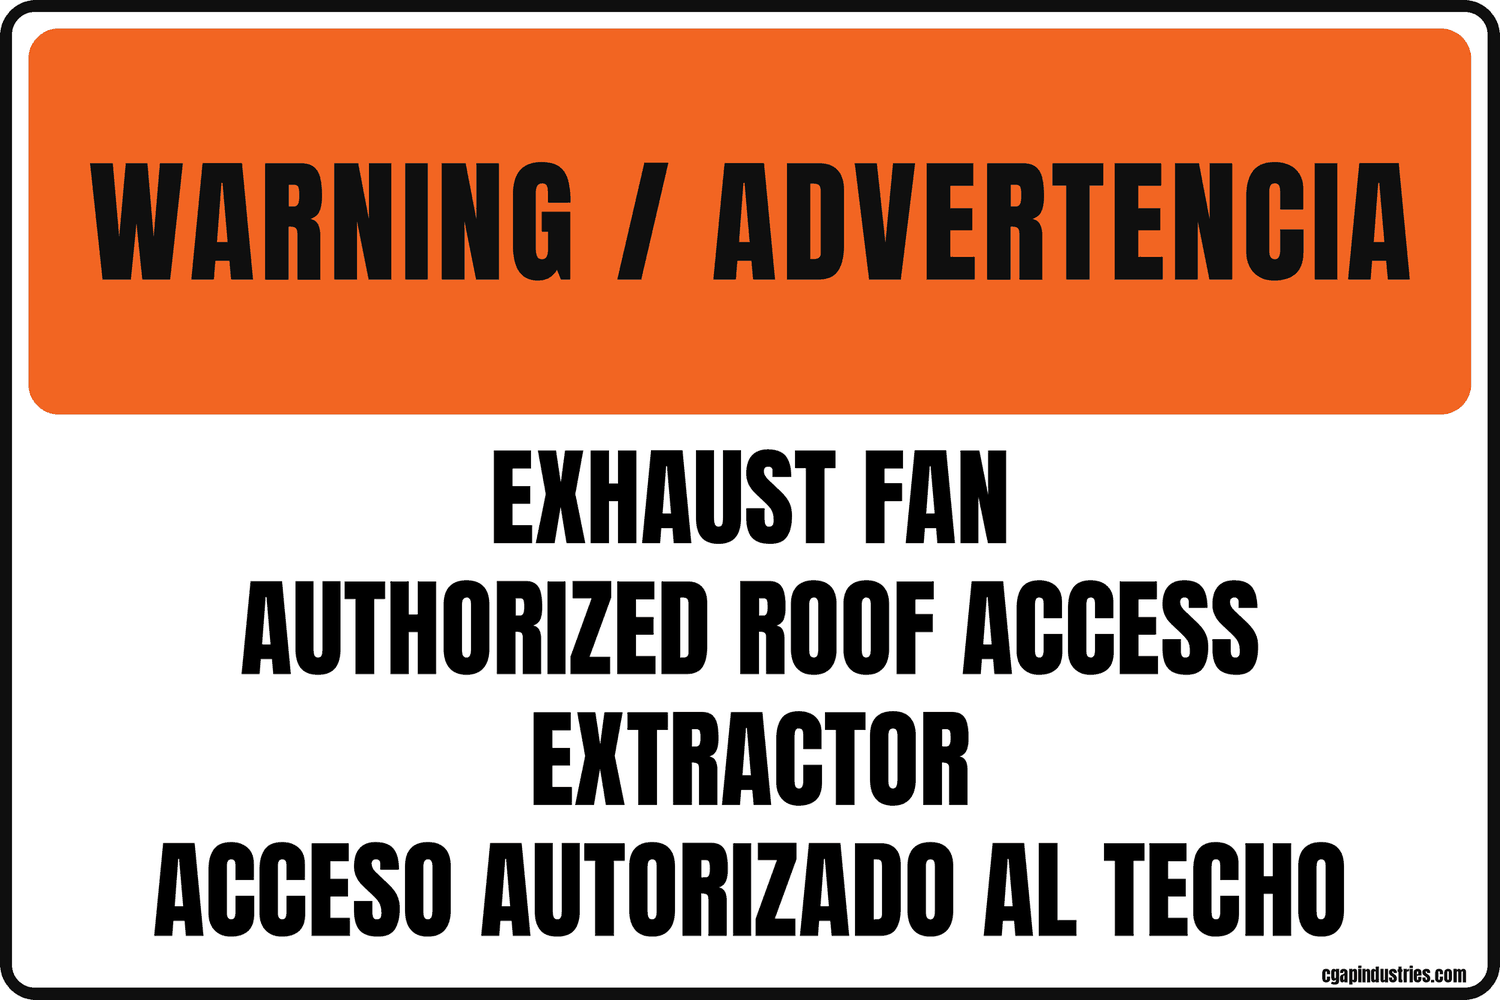 WARNING / ADVERTENCIA
EXHAUST FAN
AUTHORIZED ROOF ACCESS
EXTRACTOR
ACCESO AUTORIZADO AL TECHO
cgapindustries.com